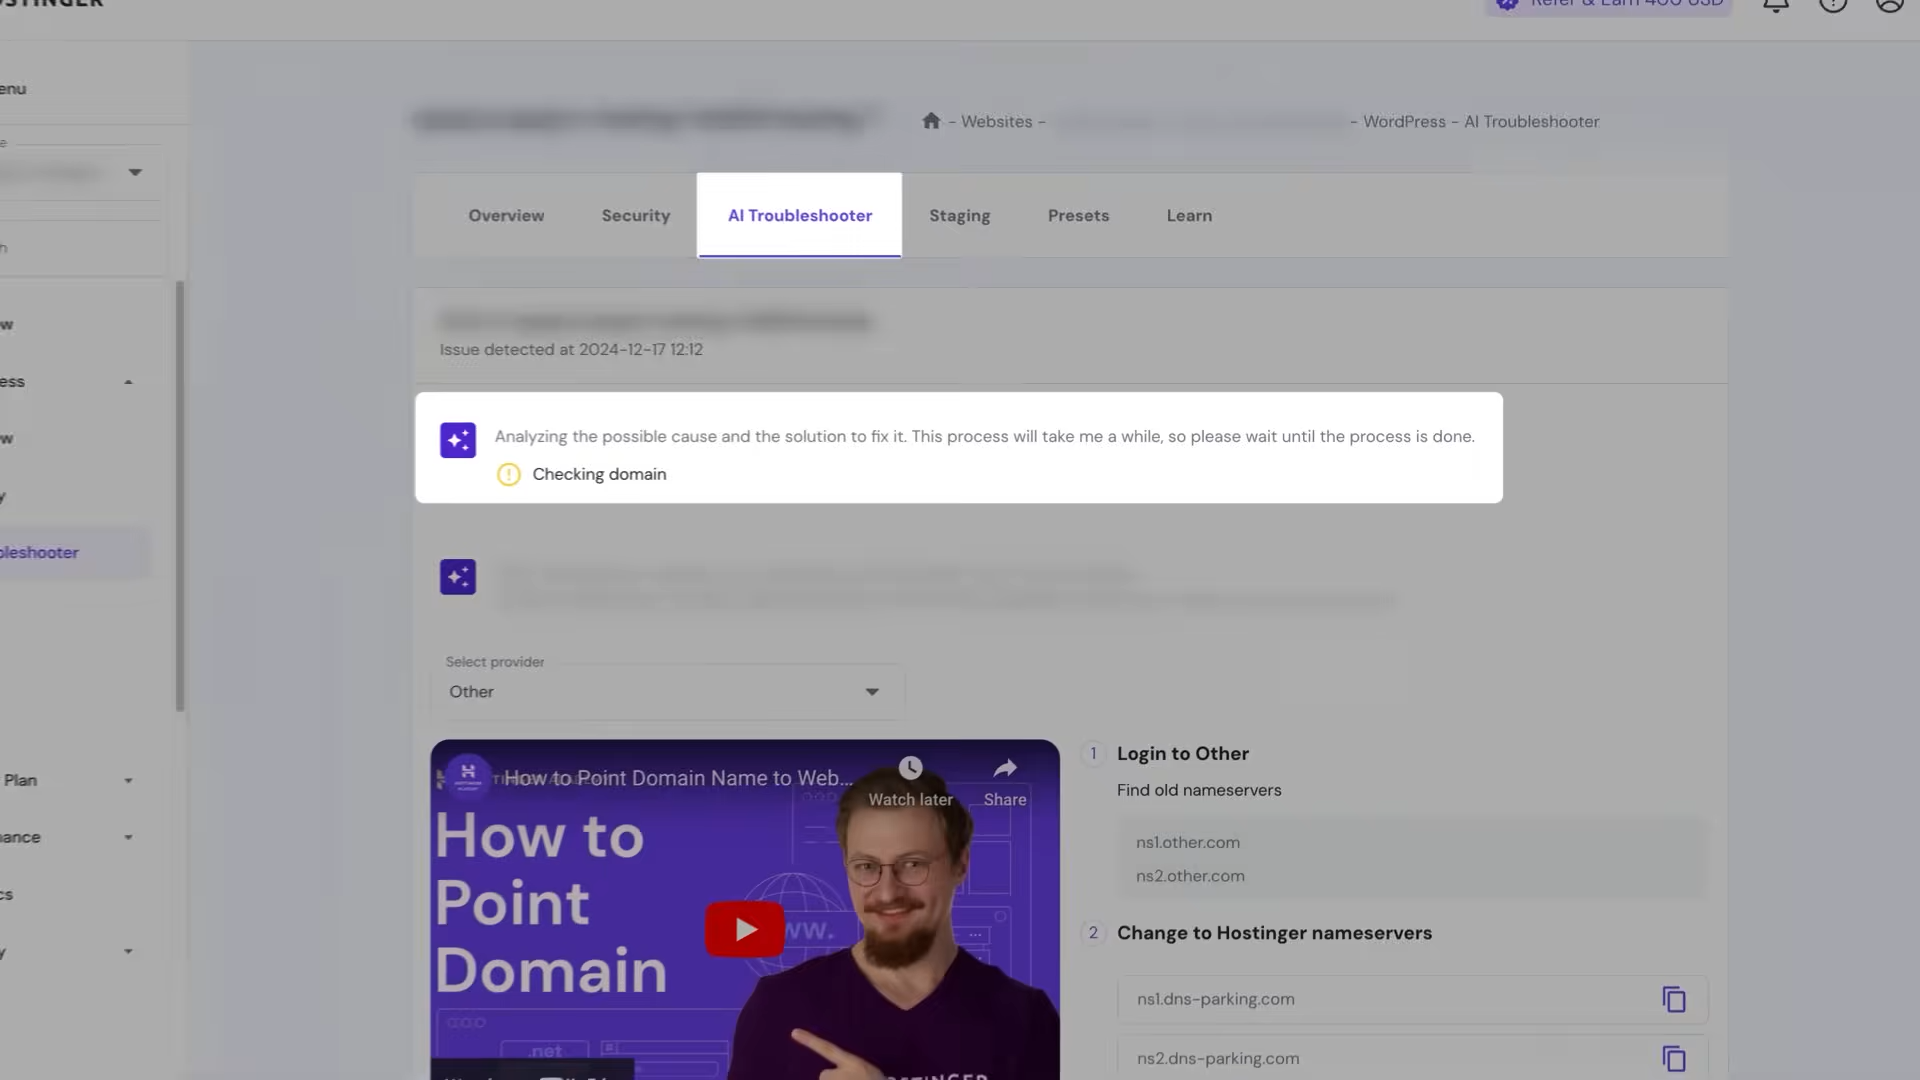 Refer & Earn 400 USD
enu
Websites -
- WordPress - AI Troubleshooter
Overview
Security
AI Troubleshooter
Staging
Presets
Learn
Issue detected at 2024-12-17 12:12
Analyzing the possible cause and the solution to fix it. This process will take me a while, so please wait until the process is done.
Checking domain
ess
bleshooter
Plan
nance
cs
Select provider
Other
How to Point Domain Name to Web...
Watch later
Share
How to
Point
Domain
ww.
.net
1 Login to Other
Find old nameservers
ns1.other.com
ns2.other.com
2 Change to Hostinger nameservers
ns1.dns-parking.com
ns2.dns-parking.com